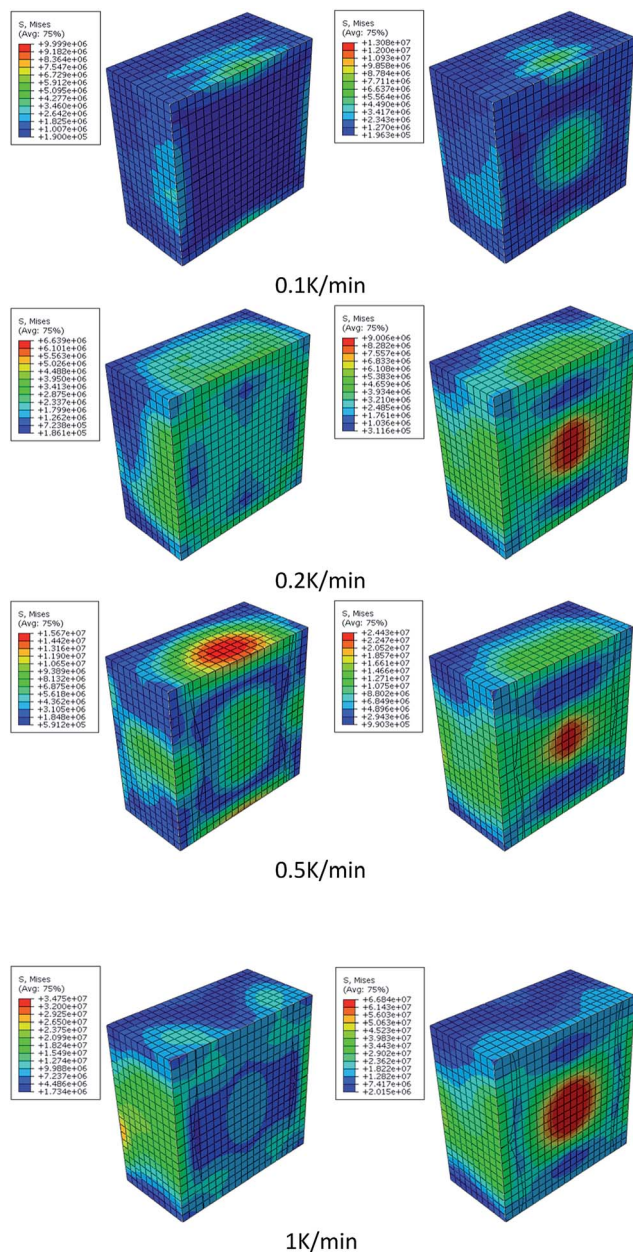 S, Mises
(Avg: 75%)
+9.999e+06
+9.182e+06
+8.364e+06
+7.547e+06
+6.729e+06
+5.912e+06
+5.095e+06
+4.277e+06
+3.460e+06
+2.642e+06
+1.825e+06
+1.007e+06
+1.900e+05
S, Mises
(Avg: 75%)
+1.308e+07
+1.200e+07
+1.093e+07
+9.858e+06
+8.784e+06
+7.711e+06
+6.637e+06
+5.564e+06
+4.490e+06
+3.417e+06
+2.343e+06
+1.270e+06
+1.963e+05
0.1K/min
S, Mises
(Avg: 75%)
+6.639e+06
+6.101e+06
+5.563e+06
+5.026e+06
+4.488e+06
+3.950e+06
+3.413e+06
+2.875e+06
+2.337e+06
+1.799e+06
+1.262e+06
+7.238e+05
+1.861e+05
S, Mises
(Avg: 75%)
+9.006e+06
+8.282e+06
+7.557e+06
+6.833e+06
+6.108e+06
+5.383e+06
+4.659e+06
+3.934e+06
+3.210e+06
+2.485e+06
+1.761e+06
+1.036e+06
+3.116e+05
0.2K/min
S, Mises
(Avg: 75%)
+1.567e+07
+1.442e+07
+1.316e+07
+1.190e+07
+1.065e+07
+9.389e+06
+8.132e+06
+6.875e+06
+5.618e+06
+4.362e+06
+3.105e+06
+1.848e+06
+5.912e+05
S, Mises
(Avg: 75%)
+2.443e+07
+2.247e+07
+2.052e+07
+1.857e+07
+1.661e+07
+1.466e+07
+1.271e+07
+1.075e+07
+8.802e+06
+6.849e+06
+4.896e+06
+2.943e+06
+9.903e+05
0.5K/min
S, Mises
(Avg: 75%)
+3.475e+07
+3.200e+07
+2.925e+07
+2.650e+07
+2.375e+07
+2.099e+07
+1.824e+07
+1.549e+07
+1.274e+07
+9.988e+06
+7.237e+06
+4.486e+06
+1.734e+06
S, Mises
(Avg: 75%)
+6.684e+07
+6.143e+07
+5.603e+07
+5.063e+07
+4.523e+07
+3.983e+07
+3.443e+07
+2.902e+07
+2.362e+07
+1.822e+07
+1.282e+07
+7.417e+06
+2.015e+06
1K/min